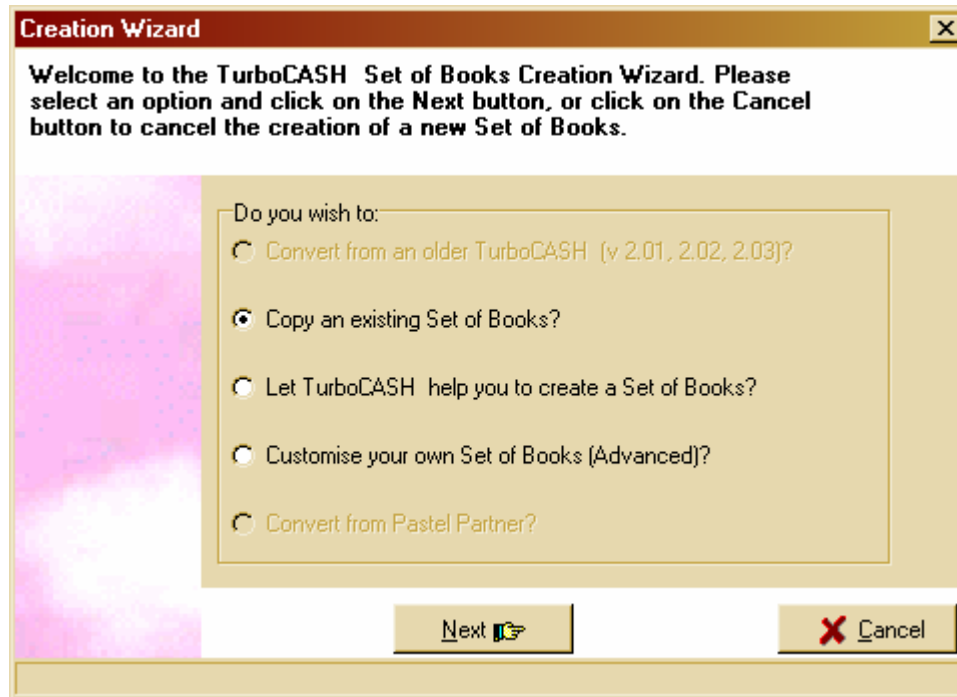 Creation Wizard
Welcome to the TurboCASH  Set of Books Creation Wizard. Please
select an option and click on the Next button, or click on the Cancel
button to cancel the creation of a new Set of Books.
Do you wish to:
Convert from an older TurboCASH  (v 2.01, 2.02, 2.03)?
Copy an existing Set of Books?
Let TurboCASH  help you to create a Set of Books?
Customise your own Set of Books (Advanced)?
Convert from Pastel Partner?
Next
Cancel